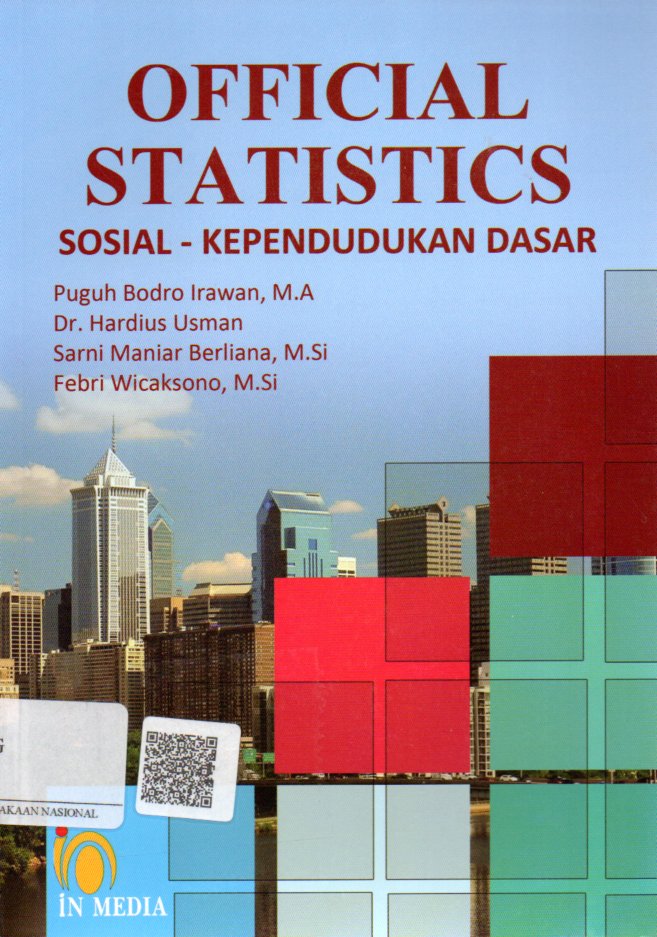 OFFICIAL
STATISTICS
SOSIAL - KEPENDUDUKAN DASAR
Puguh Bodro Irawan, M.A
Dr. Hardius Usman
Sarni Maniar Berliana, M.Si
Febri Wicaksono, M.Si
G
AKAAN NASIONAL
IN MEDIA